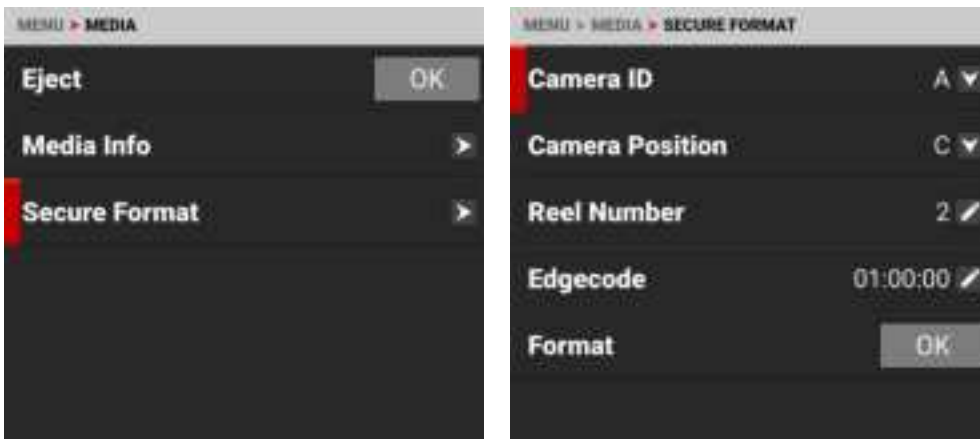 MENU ▸ MEDIA
Eject OK
Media Info
Secure Format
MENU ▸ MEDIA ▸ SECURE FORMAT
Camera ID A
Camera Position C
Reel Number 2
Edgecode 01:00:00
Format OK